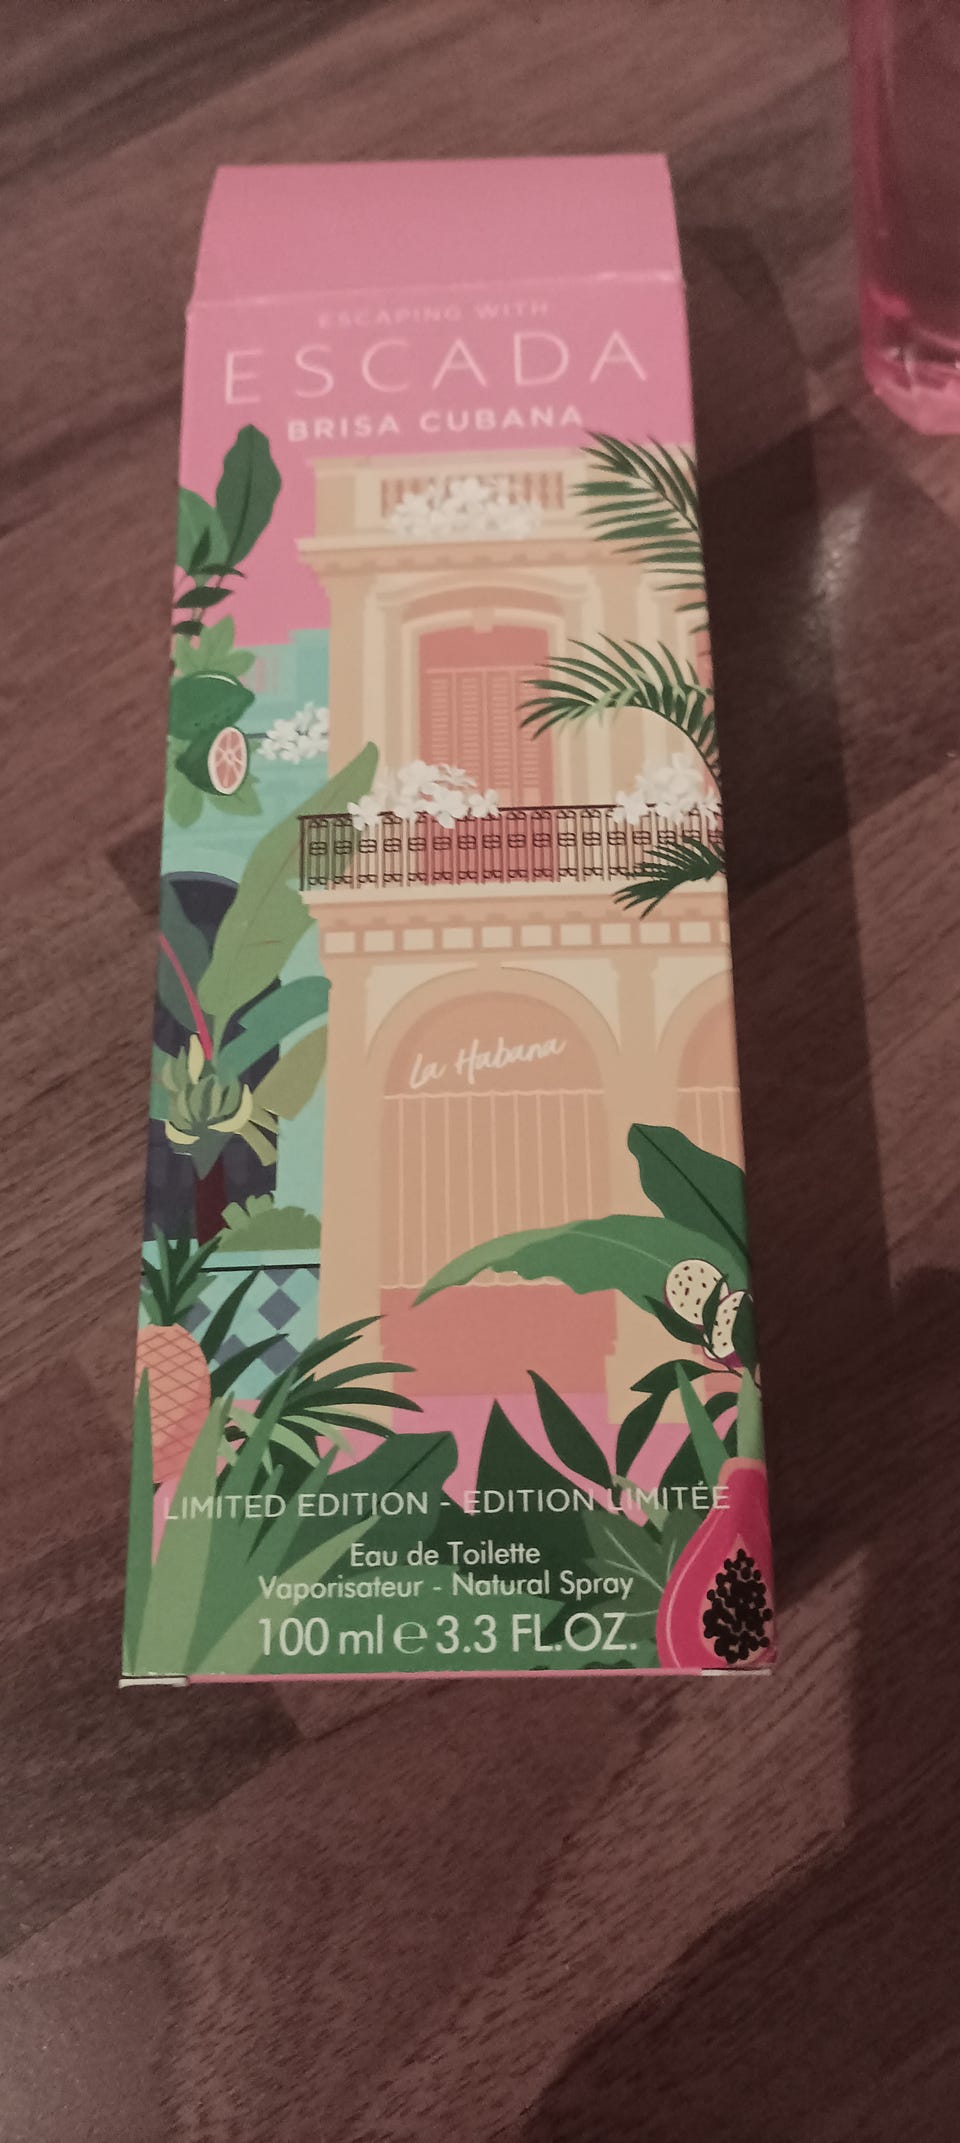 ESCAPING WITH
ESCADA
BRISA CUBANA
La Habana
LIMITED EDITION - EDITION LIMITÉE
Eau de Toilette
Vaporisateur - Natural Spray
100 ml e 3.3 FL.OZ.